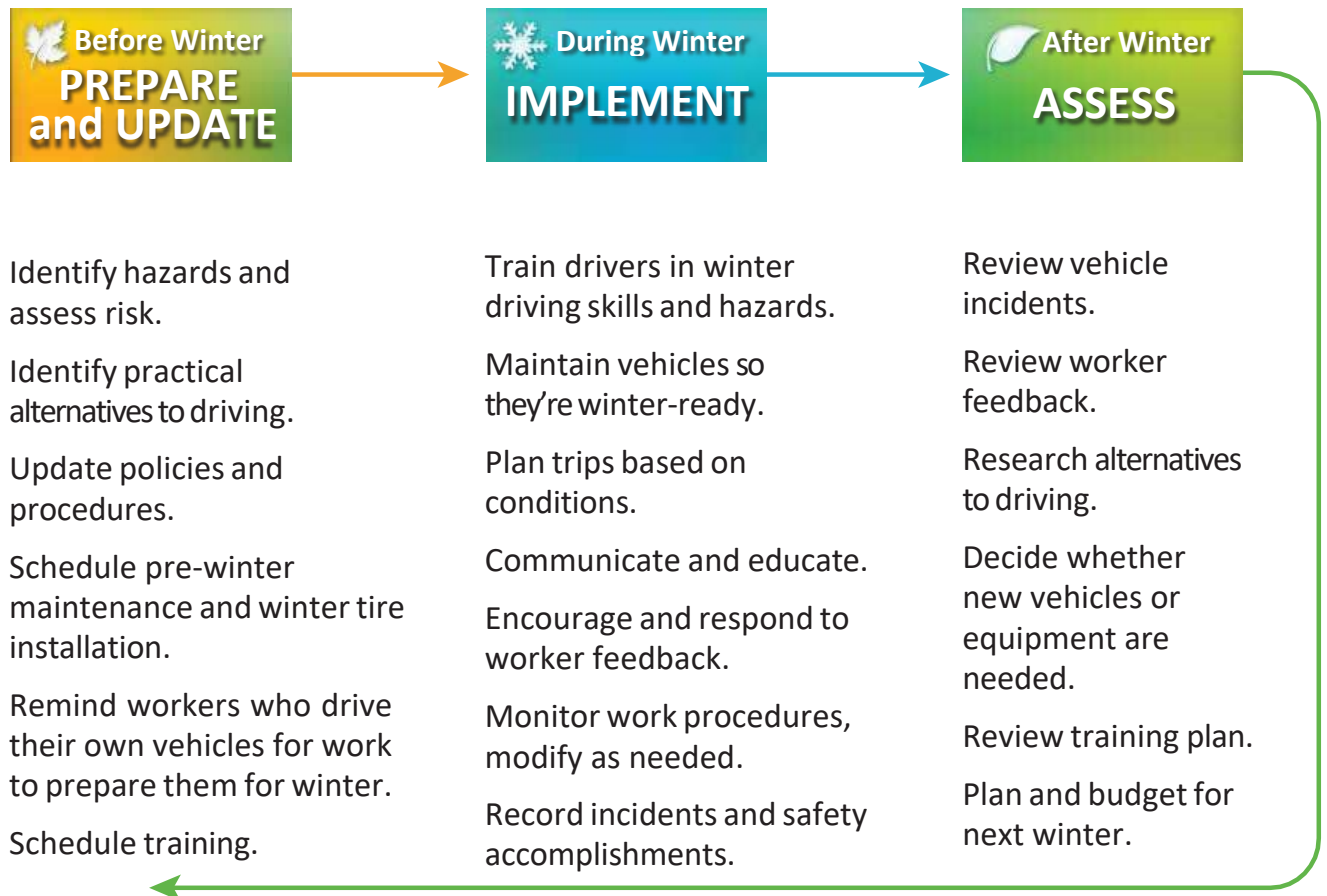 Before Winter
PREPARE
and UPDATE
During Winter
IMPLEMENT
After Winter
ASSESS
Identify hazards and
assess risk.
Identify practical
alternatives to driving.
Update policies and
procedures.
Schedule pre-winter
maintenance and winter tire
installation.
Remind workers who drive
their own vehicles for work
to prepare them for winter.
Schedule training.
Train drivers in winter
driving skills and hazards.
Maintain vehicles so
they're winter-ready.
Plan trips based on
conditions.
Communicate and educate.
Encourage and respond to
worker feedback.
Monitor work procedures,
modify as needed.
Record incidents and safety
accomplishments.
Review vehicle
incidents.
Review worker
feedback.
Research alternatives
to driving.
Decide whether
new vehicles or
equipment are
needed.
Review training plan.
Plan and budget for
next winter.